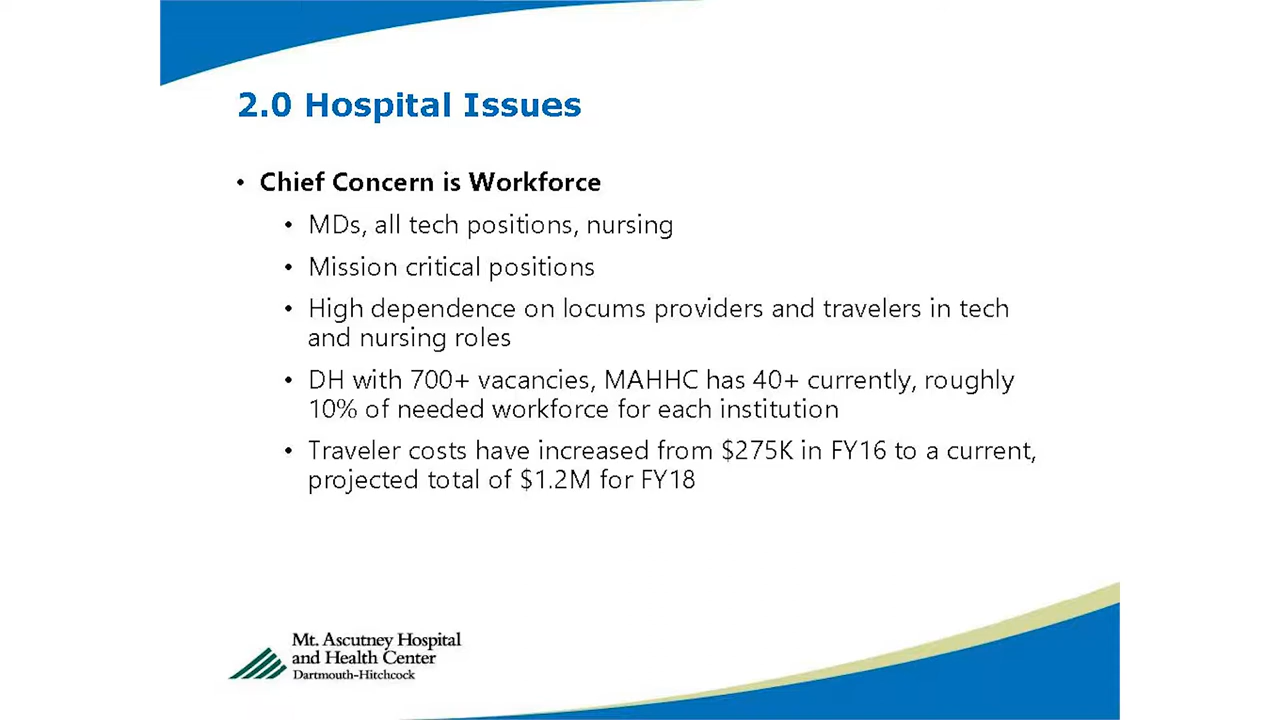 2.0 Hospital Issues
• Chief Concern is Workforce
• MDs, all tech positions, nursing
• Mission critical positions
• High dependence on locums providers and travelers in tech
and nursing roles
• DH with 700+ vacancies, MAHHC has 40+ currently, roughly
10% of needed workforce for each institution
• Traveler costs have increased from $275K in FY16 to a current,
projected total of $1.2M for FY18
Mt. Ascutney Hospital
and Health Center
Dartmouth-Hitchcock